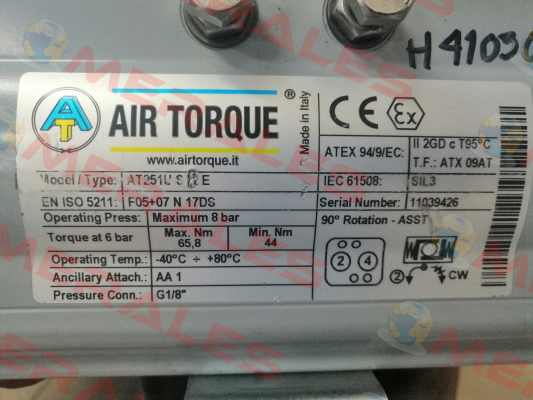 H 4103
AT
AIR TORQUE ®
www.airtorque.it
Made in Italy
CE Ex
ATEX 94/9/EC: II 2GD c T95°C
T.F.: ATX 09AT
Model / Type: AT251U S E
IEC 61508: SIL3
EN ISO 5211: F05+07 N 17DS
Serial Number: 11039426
Operating Press: Maximum 8 bar
90° Rotation - ASST
Torque at 6 bar Max. Nm 65,8 Min. Nm 44
2 4
2 CW
Operating Temp.: -40°C ÷ +80°C
Ancillary Attach.: AA 1
Pressure Conn.: G1/8"
MERALES